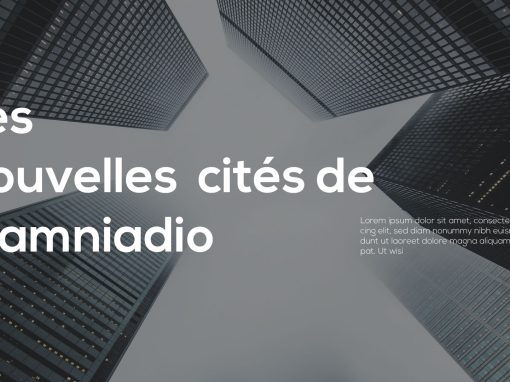 es
ouvelles cités de
amniadio
Lorem ipsum dolor sit amet, consecte
cing elit, sed diam nonummy nibh euis
dunt ut laoreet dolore magna aliquam
pat. Ut wisi